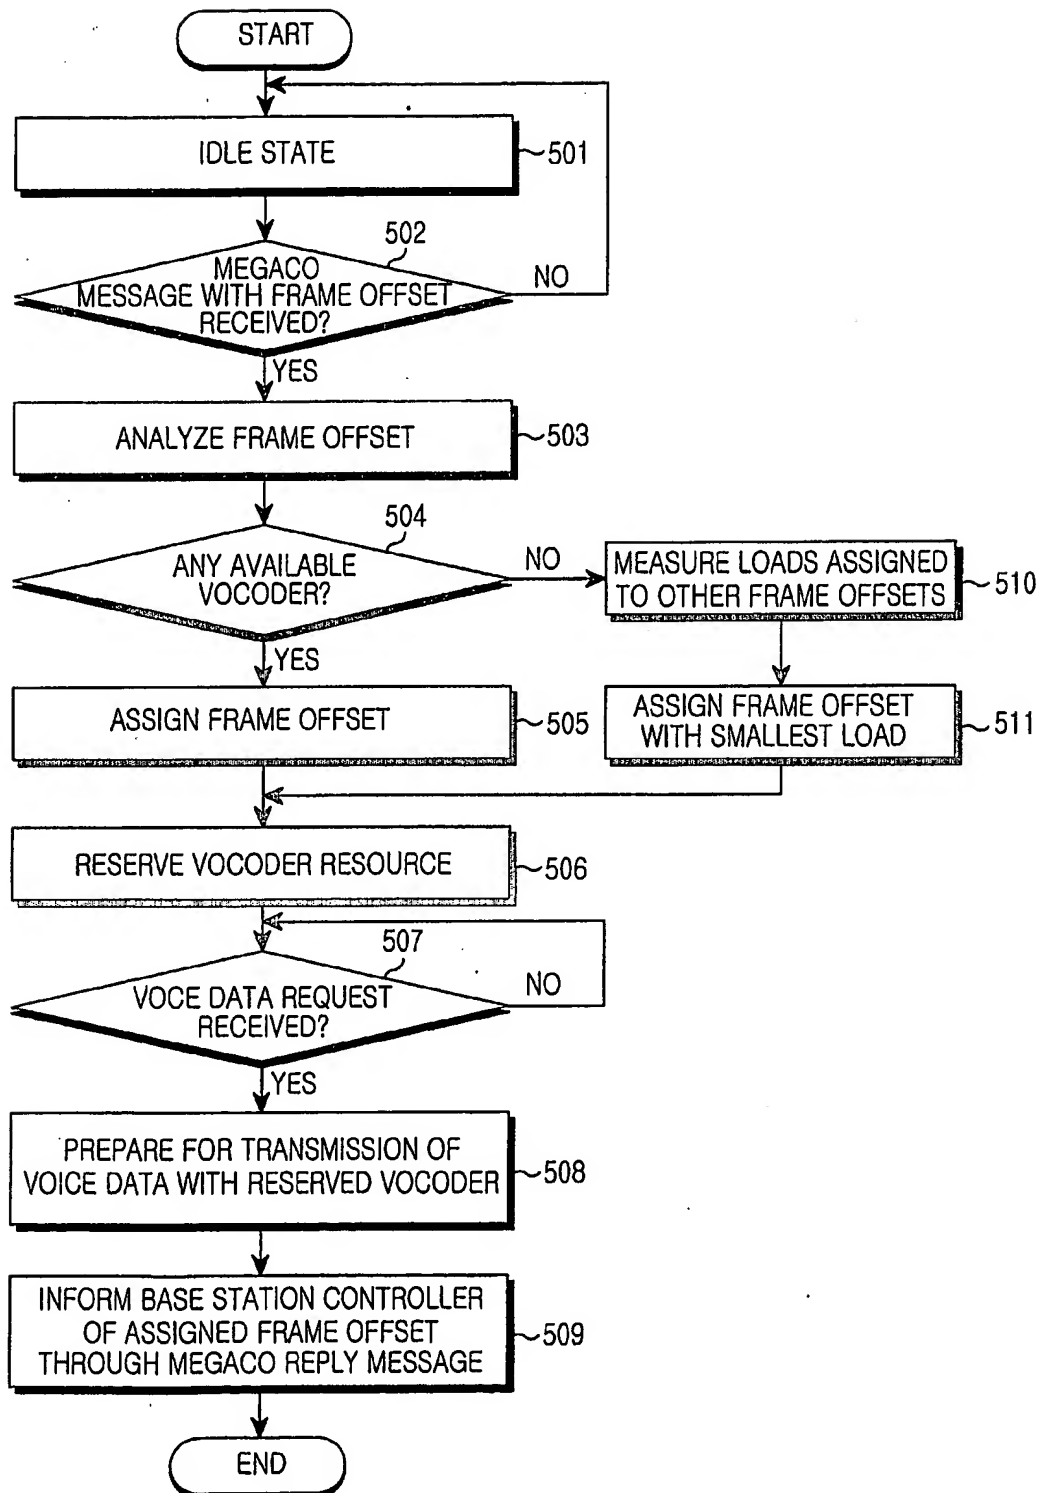 START
IDLE STATE
501
502
MEGACO
MESSAGE WITH FRAME OFFSET
RECEIVED?
NO
YES
ANALYZE FRAME OFFSET
503
504
ANY AVAILABLE
VOCODER?
NO
MEASURE LOADS ASSIGNED
TO OTHER FRAME OFFSETS
510
YES
ASSIGN FRAME OFFSET
505
ASSIGN FRAME OFFSET
WITH SMALLEST LOAD
511
RESERVE VOCODER RESOURCE
506
507
VOCE DATA REQUEST
RECEIVED?
NO
YES
PREPARE FOR TRANSMISSION OF
VOICE DATA WITH RESERVED VOCODER
508
INFORM BASE STATION CONTROLLER
OF ASSIGNED FRAME OFFSET
THROUGH MEGACO REPLY MESSAGE
509
END